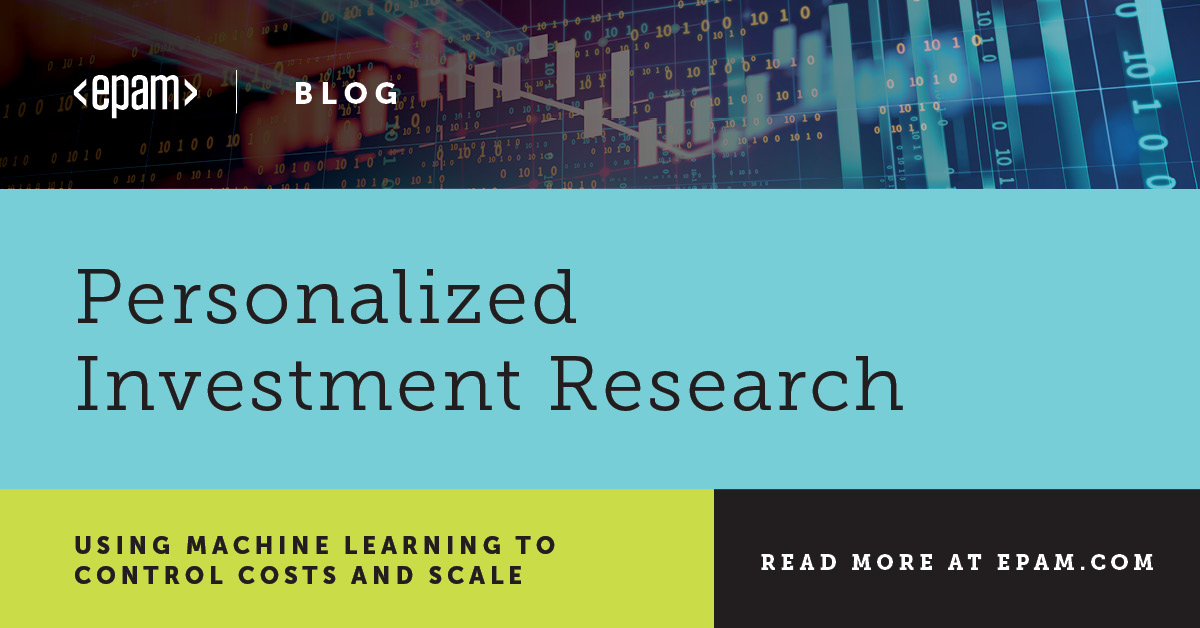 <epam> | BLOG
Personalized
Investment Research
USING MACHINE LEARNING TO
CONTROL COSTS AND SCALE
READ MORE AT EPAM.COM